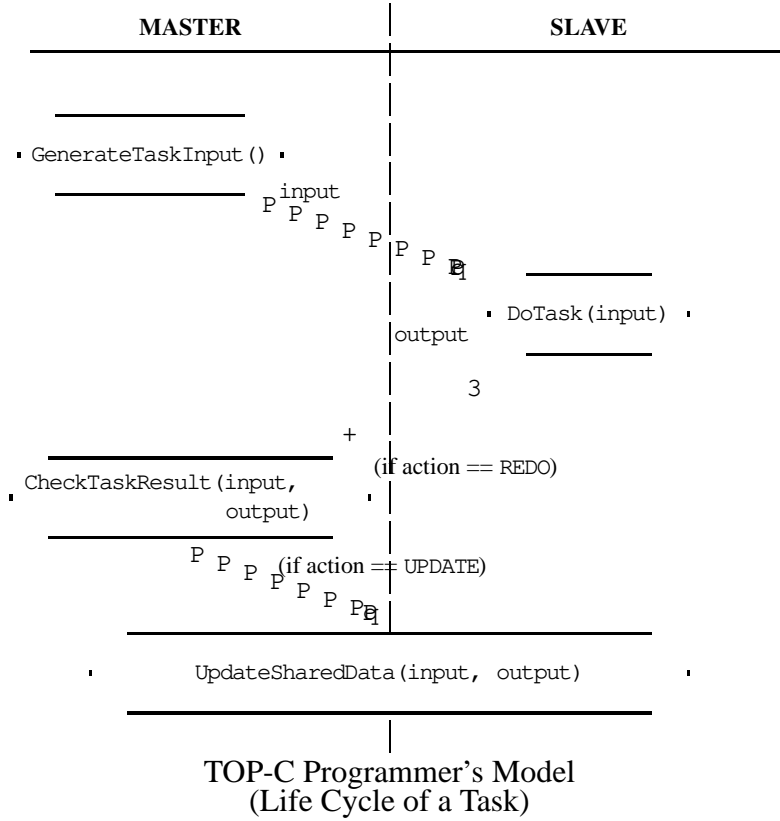 MASTER
SLAVE
GenerateTaskInput()
input
P P P P P P P P q
DoTask(input)
output
3
+
(if action == REDO)
CheckTaskResult(input,
output)
(if action == UPDATE)
P P P P P P P q
UpdateSharedData(input, output)
TOP-C Programmer's Model
(Life Cycle of a Task)